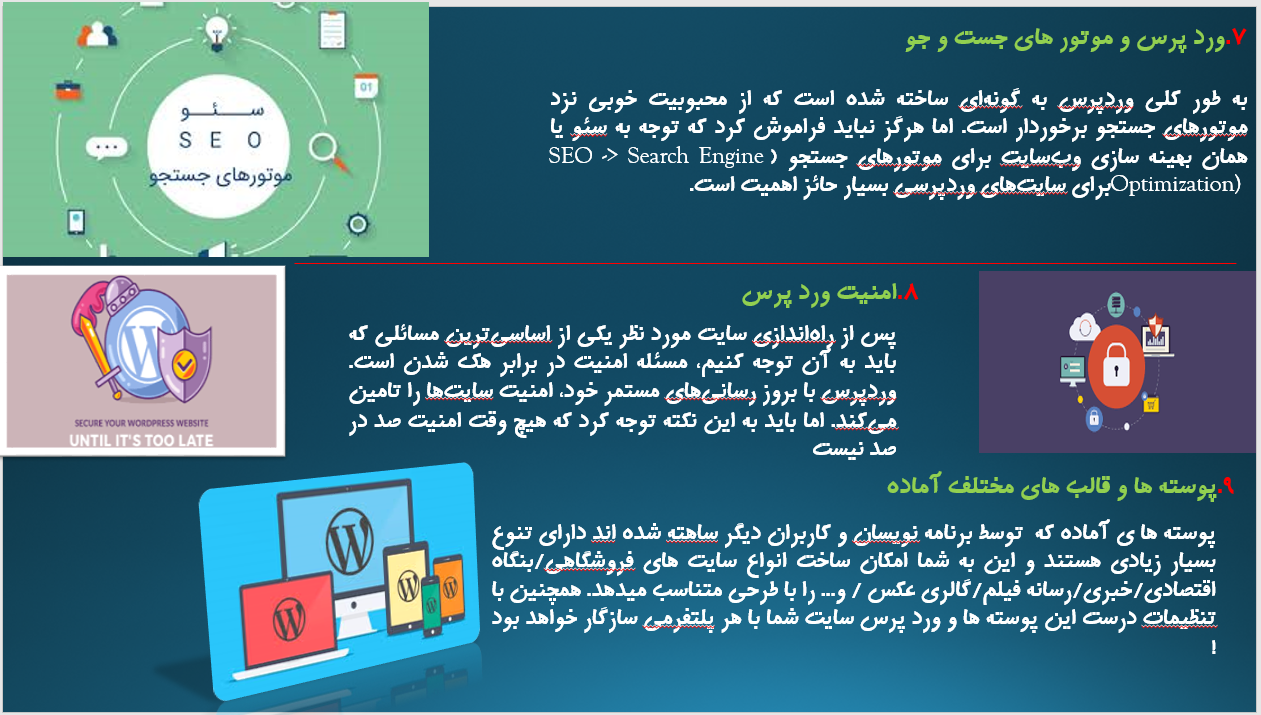 ۷.ورد پرس و موتور های جست و جو
به طور کلی وردپرس به گونه‌ای ساخته شده است که از محبوبیت خوبی نزد
موتورهای جستجو برخوردار است. اما هرگز نباید فراموش کرد که توجه به سئو یا
همان بهینه سازی وب‌سایت برای موتورهای جستجو ( SEO -> Search Engine
Optimization) برای سایت‌های وردپرسی بسیار حائز اهمیت است.
سئو
SEO
موتورهای جستجو
01
۸.امنیت ورد پرس
پس از راه‌اندازی سایت مورد نظر یکی از اساسی‌ترین مسائلی که
باید به آن توجه کنیم، مسئله امنیت در برابر هک شدن است.
وردپرس با بروز رسانی‌های مستمر خود، امنیت سایت‌ها را تامین
می‌کند. اما باید به این نکته توجه کرد که هیچ وقت امنیت صد در
صد نیست
SECURE YOUR WORDPRESS WEBSITE
UNTIL IT'S TOO LATE
۹.پوسته ها و قالب های مختلف آماده
پوسته ها ی آماده که توسط برنامه نویسان و کاربران دیگر ساهته شده اند دارای تنوع
بسیار زیادی هستند و این به شما امکان ساخت انواع سایت های فروشگاهی/بنگاه
اقتصادی/خبری/رسانه فیلم/گالری عکس / و... را با طرحی متناسب میدهد. همچنین با
تنظیمات درست این پوسته ها و ورد پرس سایت شما با هر پلتفرمی سازگار خواهد بود
!